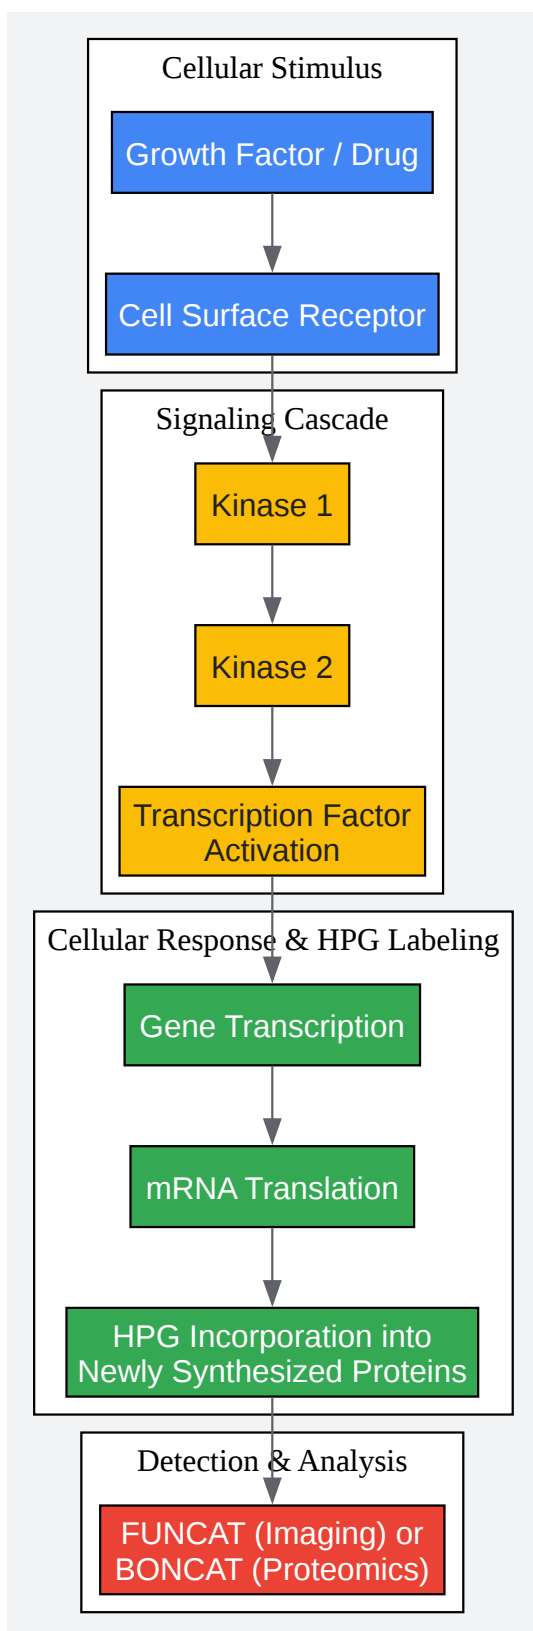 Cellular Stimulus
Growth Factor / Drug
Cell Surface Receptor
Signaling Cascade
Kinase 1
Kinase 2
Transcription Factor
Activation
Cellular Response & HPG Labeling
Gene Transcription
mRNA Translation
HPG Incorporation into
Newly Synthesized Proteins
Detection & Analysis
FUNCAT (Imaging) or
BONCAT (Proteomics)